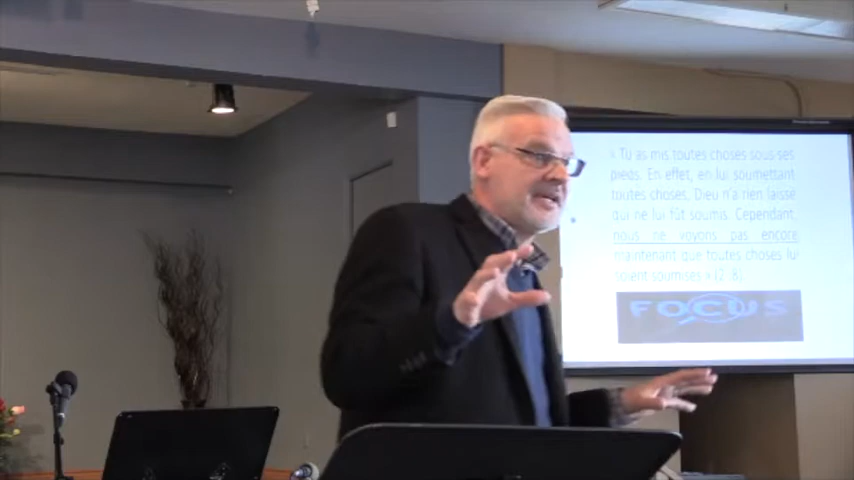 « Tu as mis toutes choses sous ses
pieds. En effet, en lui soumettant
toutes choses, Dieu n'a rien laissé
qui ne lui fût soumis. Cependant,
nous ne voyons pas encore
maintenant que toutes choses lui
soient soumises » (2 :8).
FOCUS